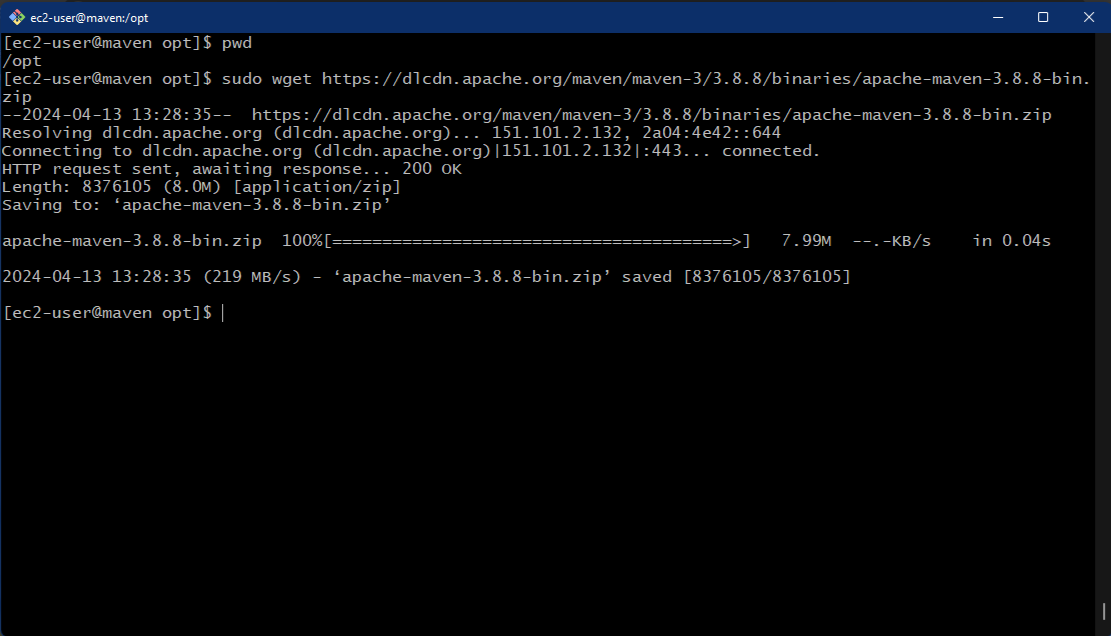 ec2-user@maven:/opt
[ec2-user@maven opt]$ pwd
/opt
[ec2-user@maven opt]$ sudo wget https://dlcdn.apache.org/maven/maven-3/3.8.8/binaries/apache-maven-3.8.8-bin.
zip
--2024-04-13 13:28:35--  https://dlcdn.apache.org/maven/maven-3/3.8.8/binaries/apache-maven-3.8.8-bin.zip
Resolving dlcdn.apache.org (dlcdn.apache.org)... 151.101.2.132, 2a04:4e42::644
Connecting to dlcdn.apache.org (dlcdn.apache.org)|151.101.2.132|:443... connected.
HTTP request sent, awaiting response... 200 OK
Length: 8376105 (8.0M) [application/zip]
Saving to: ‘apache-maven-3.8.8-bin.zip’
apache-maven-3.8.8-bin.zip  100%[========================================>]   7.99M  --.-KB/s    in 0.04s
2024-04-13 13:28:35 (219 MB/s) - ‘apache-maven-3.8.8-bin.zip’ saved [8376105/8376105]
[ec2-user@maven opt]$